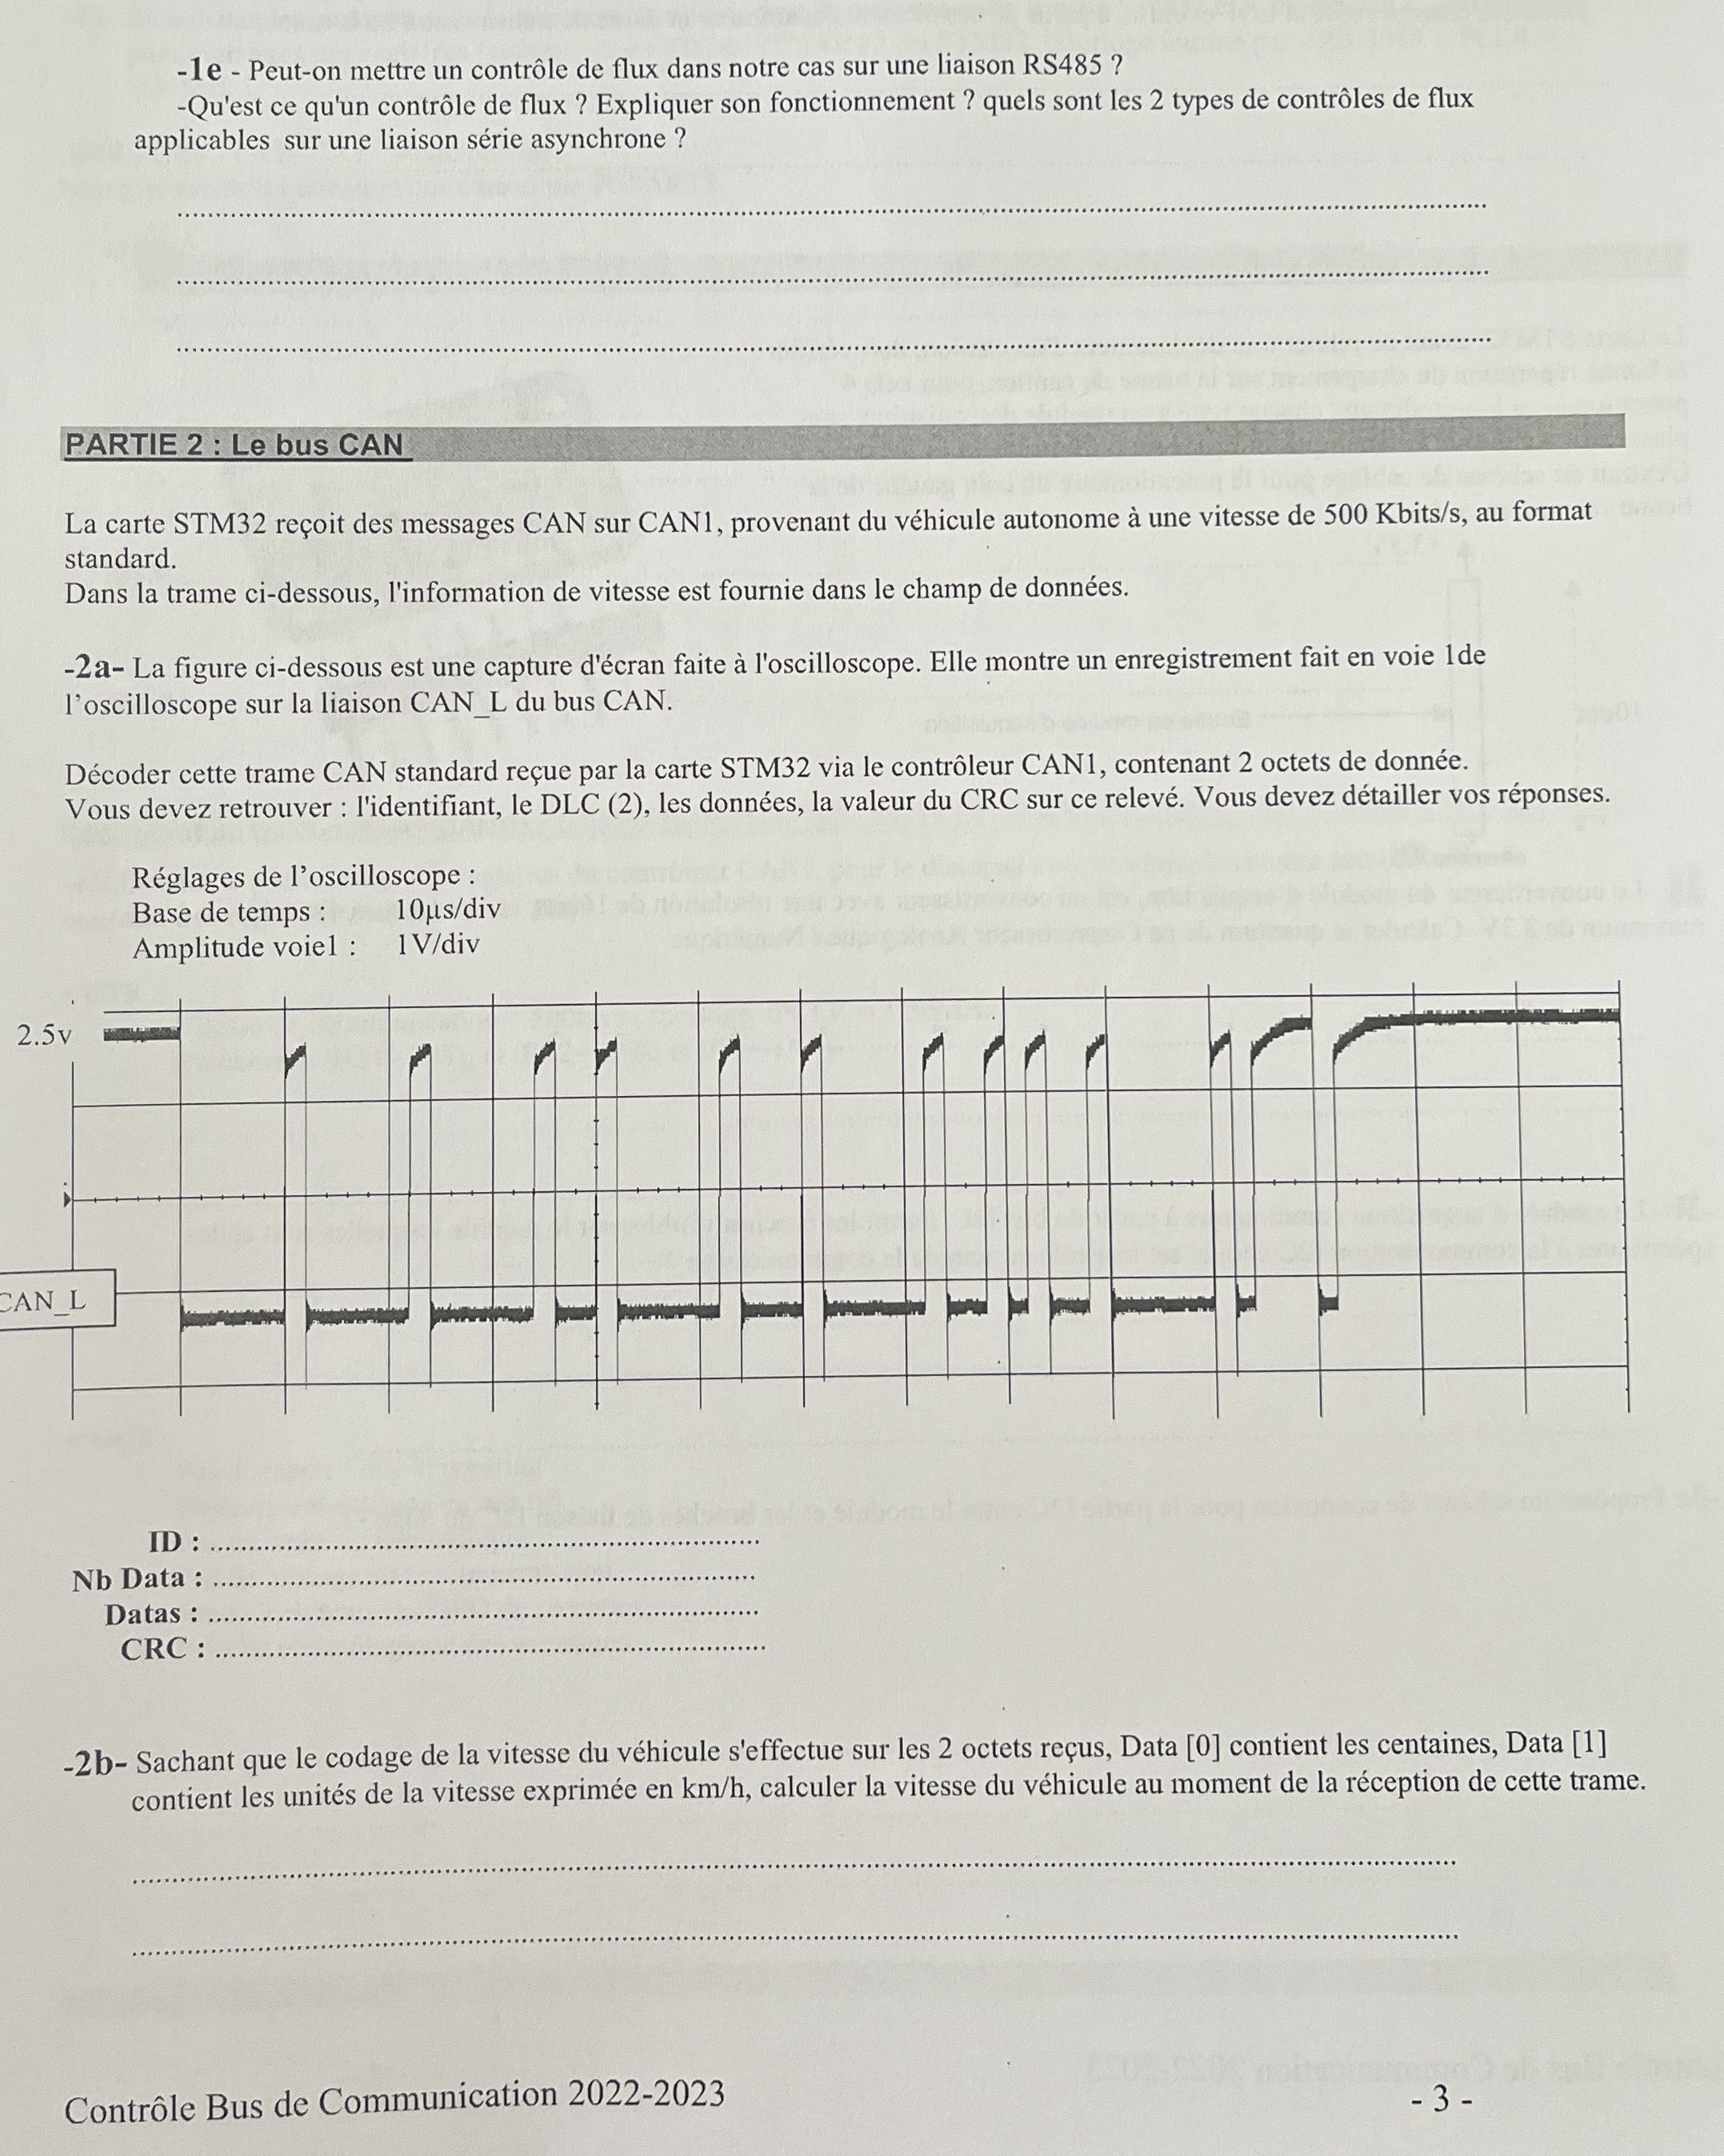 -1e - Peut-on mettre un contrôle de flux dans notre cas sur une liaison RS485 ?
-Qu'est ce qu'un contrôle de flux ? Expliquer son fonctionnement ? quels sont les 2 types de contrôles de flux
applicables sur une liaison série asynchrone ?
PARTIE 2 : Le bus CAN
La carte STM32 reçoit des messages CAN sur CAN1, provenant du véhicule autonome à une vitesse de 500 Kbits/s, au format
standard.
Dans la trame ci-dessous, l'information de vitesse est fournie dans le champ de données.
-2a- La figure ci-dessous est une capture d'écran faite à l'oscilloscope. Elle montre un enregistrement fait en voie 1de
l'oscilloscope sur la liaison CAN_L du bus CAN.
Décoder cette trame CAN standard reçue par la carte STM32 via le contrôleur CAN1, contenant 2 octets de donnée.
Vous devez retrouver : l'identifiant, le DLC (2), les données, la valeur du CRC sur ce relevé. Vous devez détailler vos réponses.
Réglages de l'oscilloscope :
Base de temps : 10µs/div
Amplitude voie1 : 1V/div
2.5v
CAN_L
ID : ........................................
Nb Data : ........................................
Datas : ........................................
CRC : ........................................
-2b- Sachant que le codage de la vitesse du véhicule s'effectue sur les 2 octets reçus, Data [0] contient les centaines, Data [1]
contient les unités de la vitesse exprimée en km/h, calculer la vitesse du véhicule au moment de la réception de cette trame.
Contrôle Bus de Communication 2022-2023
- 3 -